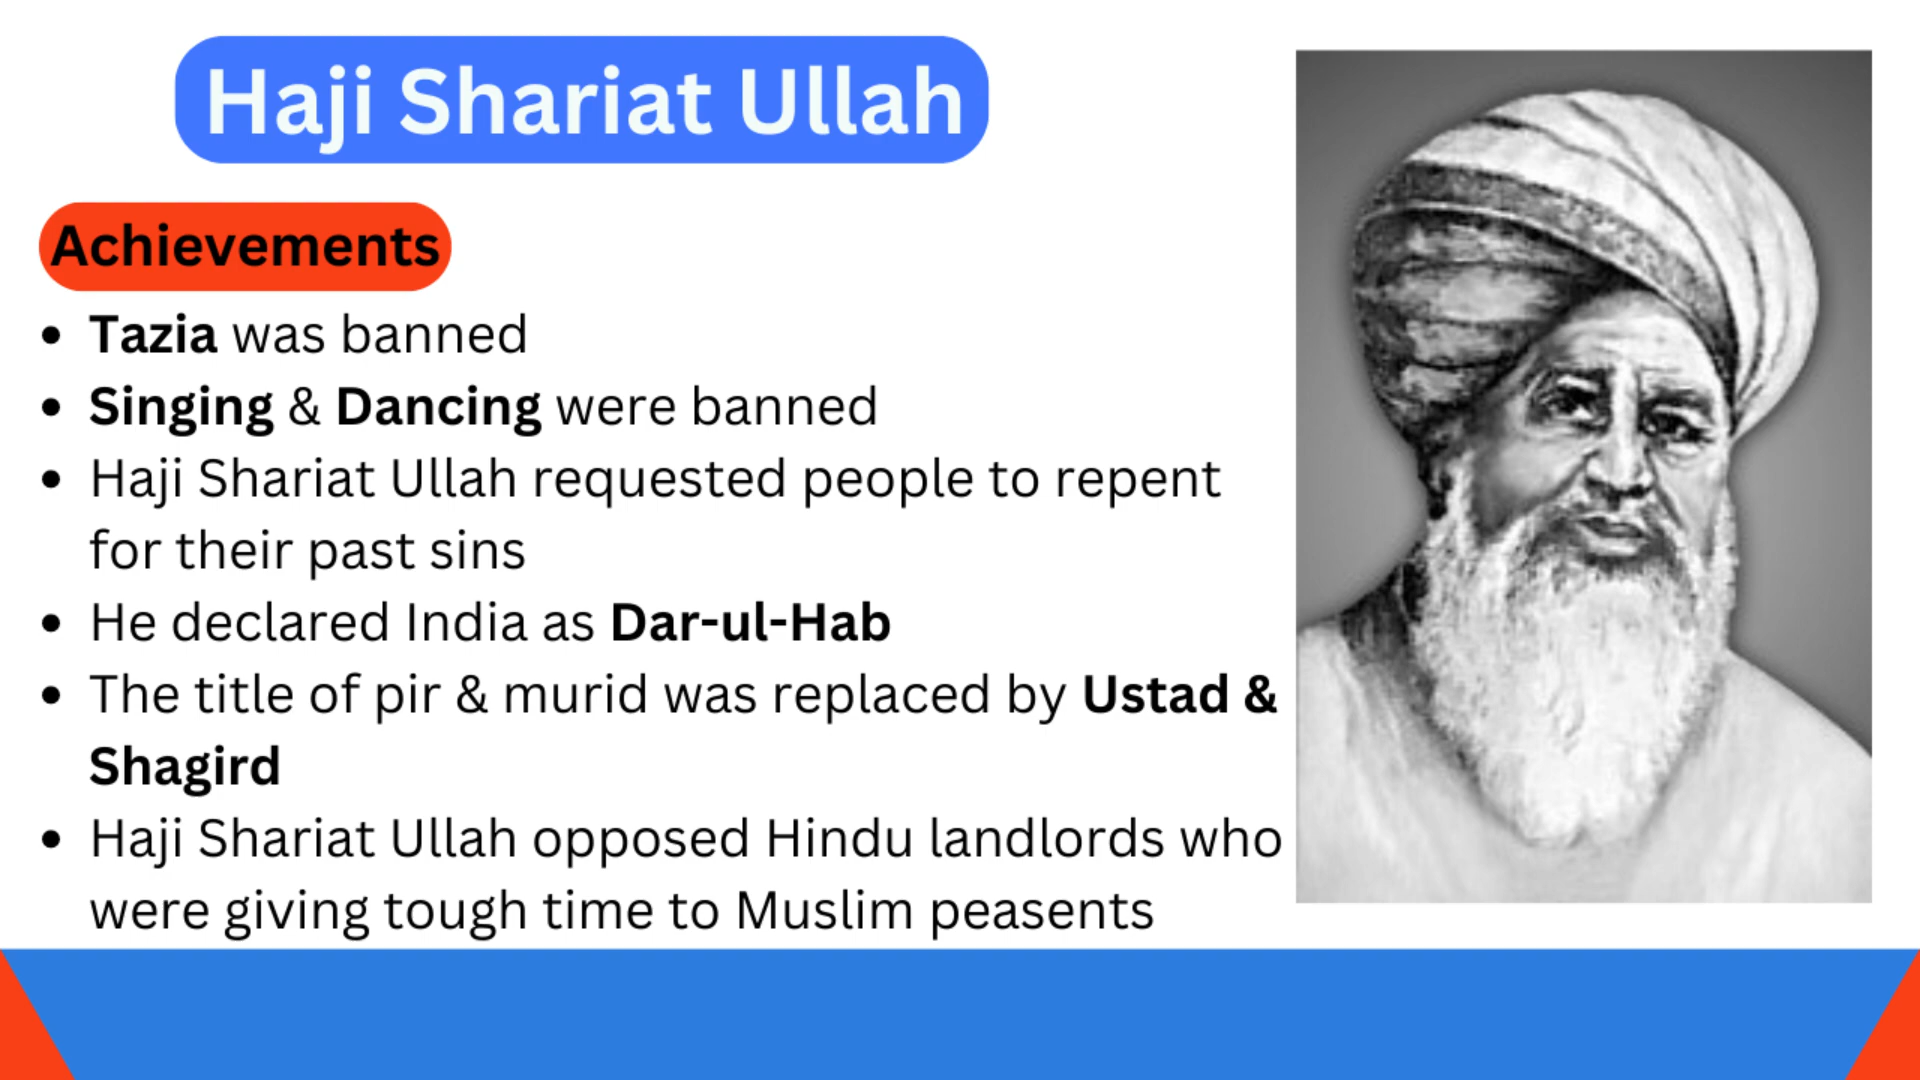 Haji Shariat Ullah
Achievements
• Tazia was banned
• Singing & Dancing were banned
• Haji Shariat Ullah requested people to repent
for their past sins
• He declared India as Dar-ul-Hab
• The title of pir & murid was replaced by Ustad &
Shagird
• Haji Shariat Ullah opposed Hindu landlords who
were giving tough time to Muslim peasents